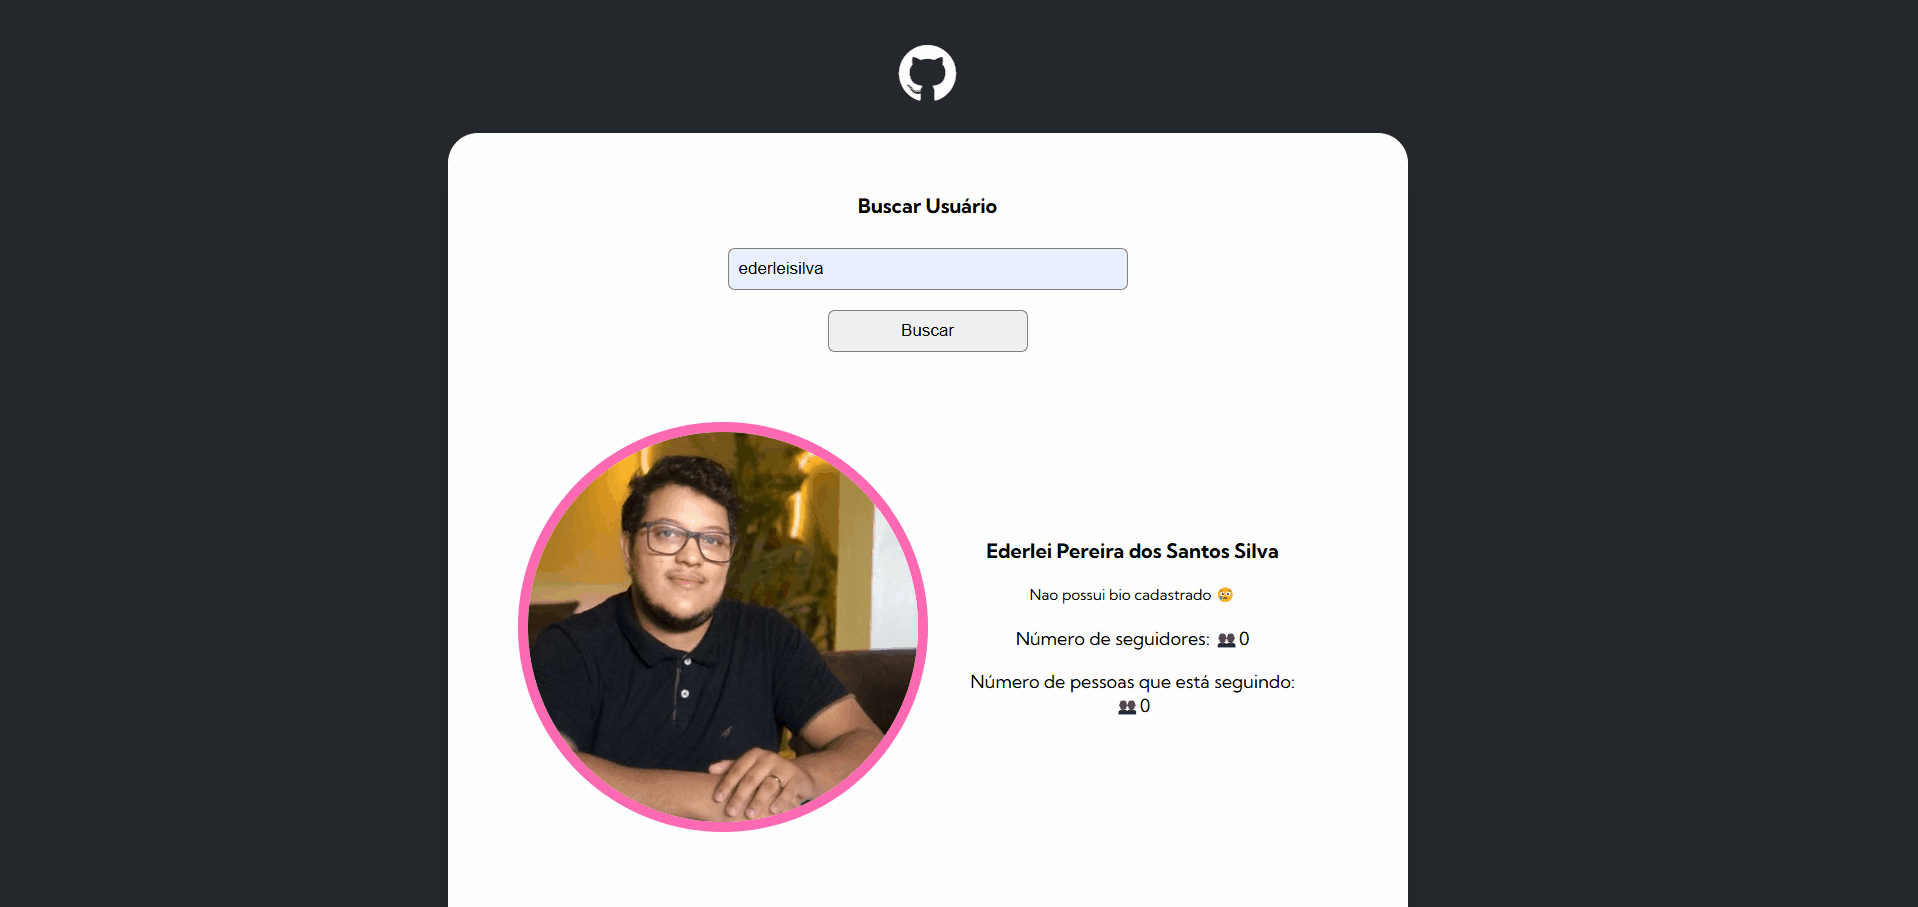 Buscar Usuário
ederleisilva
Buscar
Ederlei Pereira dos Santos Silva
Nao possui bio cadastrado 😳
Número de seguidores: 👥0
Número de pessoas que está seguindo:
👥0